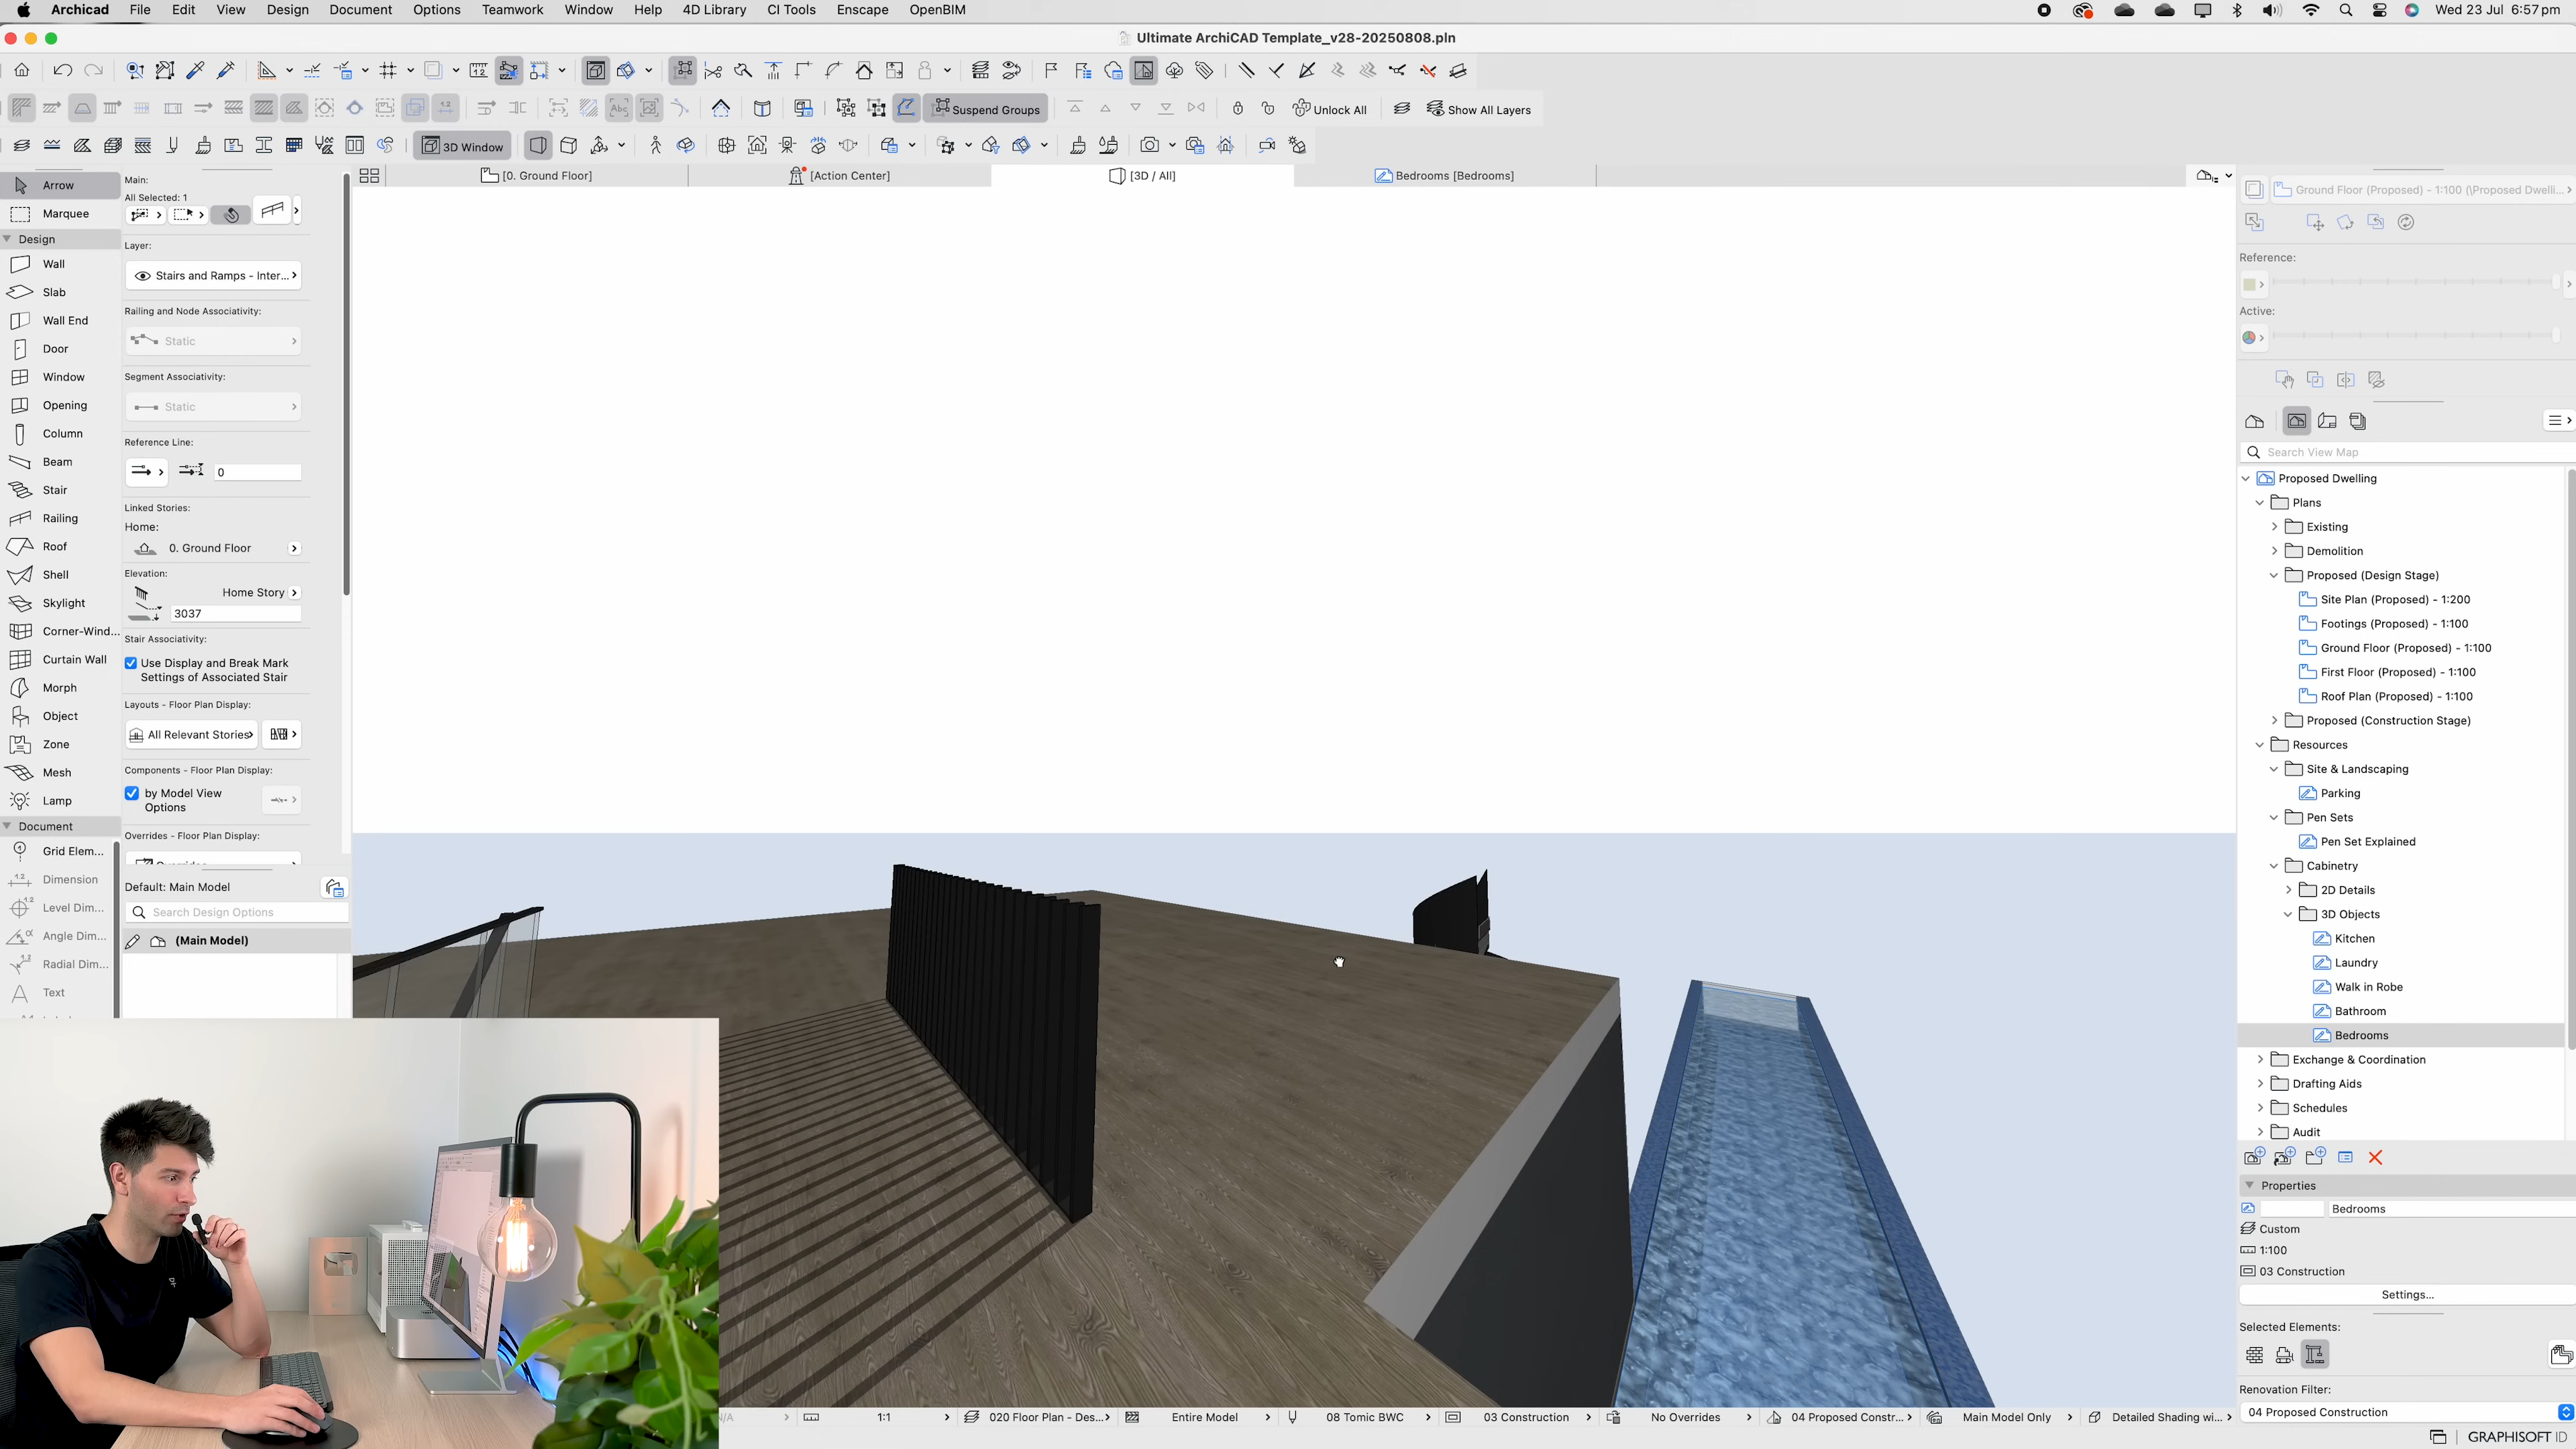 Archicad File Edit View Design Document Options Teamwork Window Help 4D Library CI Tools Enscape OpenBIM Wed 23 Jul 6:57 pm
Ultimate ArchiCAD Template_v28-20250808.pln
Suspend Groups Unlock All Show All Layers
3D Window
[0. Ground Floor] [Action Center] [3D / All] Bedrooms [Bedrooms]
Arrow
Marquee
Design
Wall
Slab
Wall End
Door
Window
Opening
Column
Beam
Stair
Railing
Roof
Shell
Skylight
Corner-Wind...
Curtain Wall
Morph
Object
Zone
Mesh
Lamp
Document
Grid Elem...
Dimension
Level Dim...
Angle Dim...
Radial Dim...
Text
Main:
All Selected: 1
Layer:
Stairs and Ramps - Inter...
Railing and Node Associativity:
Static
Segment Associativity:
Static
Reference Line:
0
Linked Stories:
Home:
0. Ground Floor
Elevation:
Home Story
3037
Stair Associativity:
Use Display and Break Mark
Settings of Associated Stair
Layouts - Floor Plan Display:
All Relevant Stories
Components - Floor Plan Display:
by Model View
Options
Overrides - Floor Plan Display:
Default: Main Model
Search Design Options
(Main Model)
Ground Floor (Proposed) - 1:100 (\Proposed Dwelli...
Reference:
Active:
Search View Map
Proposed Dwelling
Plans
Existing
Demolition
Proposed (Design Stage)
Site Plan (Proposed) - 1:200
Footings (Proposed) - 1:100
Ground Floor (Proposed) - 1:100
First Floor (Proposed) - 1:100
Roof Plan (Proposed) - 1:100
Proposed (Construction Stage)
Resources
Site & Landscaping
Parking
Pen Sets
Pen Set Explained
Cabinetry
2D Details
3D Objects
Kitchen
Laundry
Walk in Robe
Bathroom
Bedrooms
Exchange & Coordination
Drafting Aids
Schedules
Audit
Properties
Bedrooms
Custom
1:100
03 Construction
Settings...
Selected Elements:
Renovation Filter:
04 Proposed Construction
N/A 1:1 020 Floor Plan - Des... Entire Model 08 Tomic BWC 03 Construction No Overrides 04 Proposed Constr... Main Model Only Detailed Shading wi...
GRAPHISOFT ID